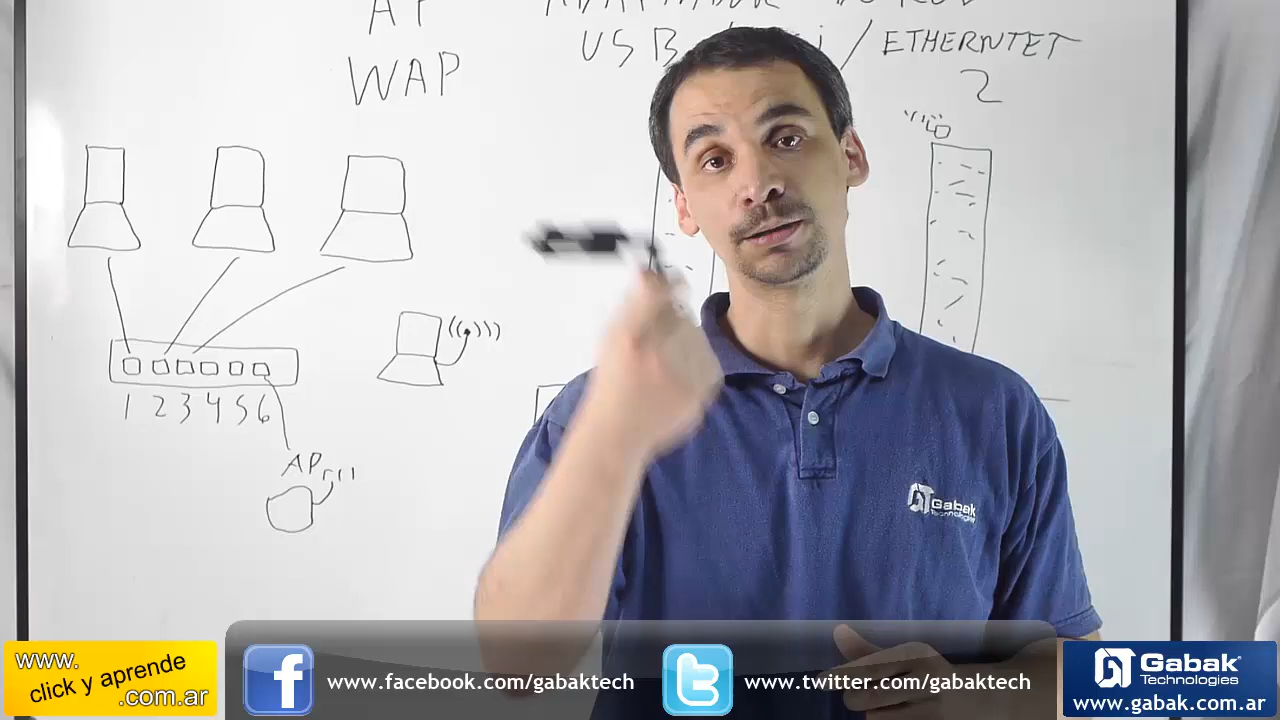 AP
WAP
USB / ETHERNTET
2
1 2 3 4 5 6
AP
Gabak
Technologies
www.
click y aprende
.com.ar
www.facebook.com/gabaktech
www.twitter.com/gabaktech
Gabak
Technologies
www.gabak.com.ar